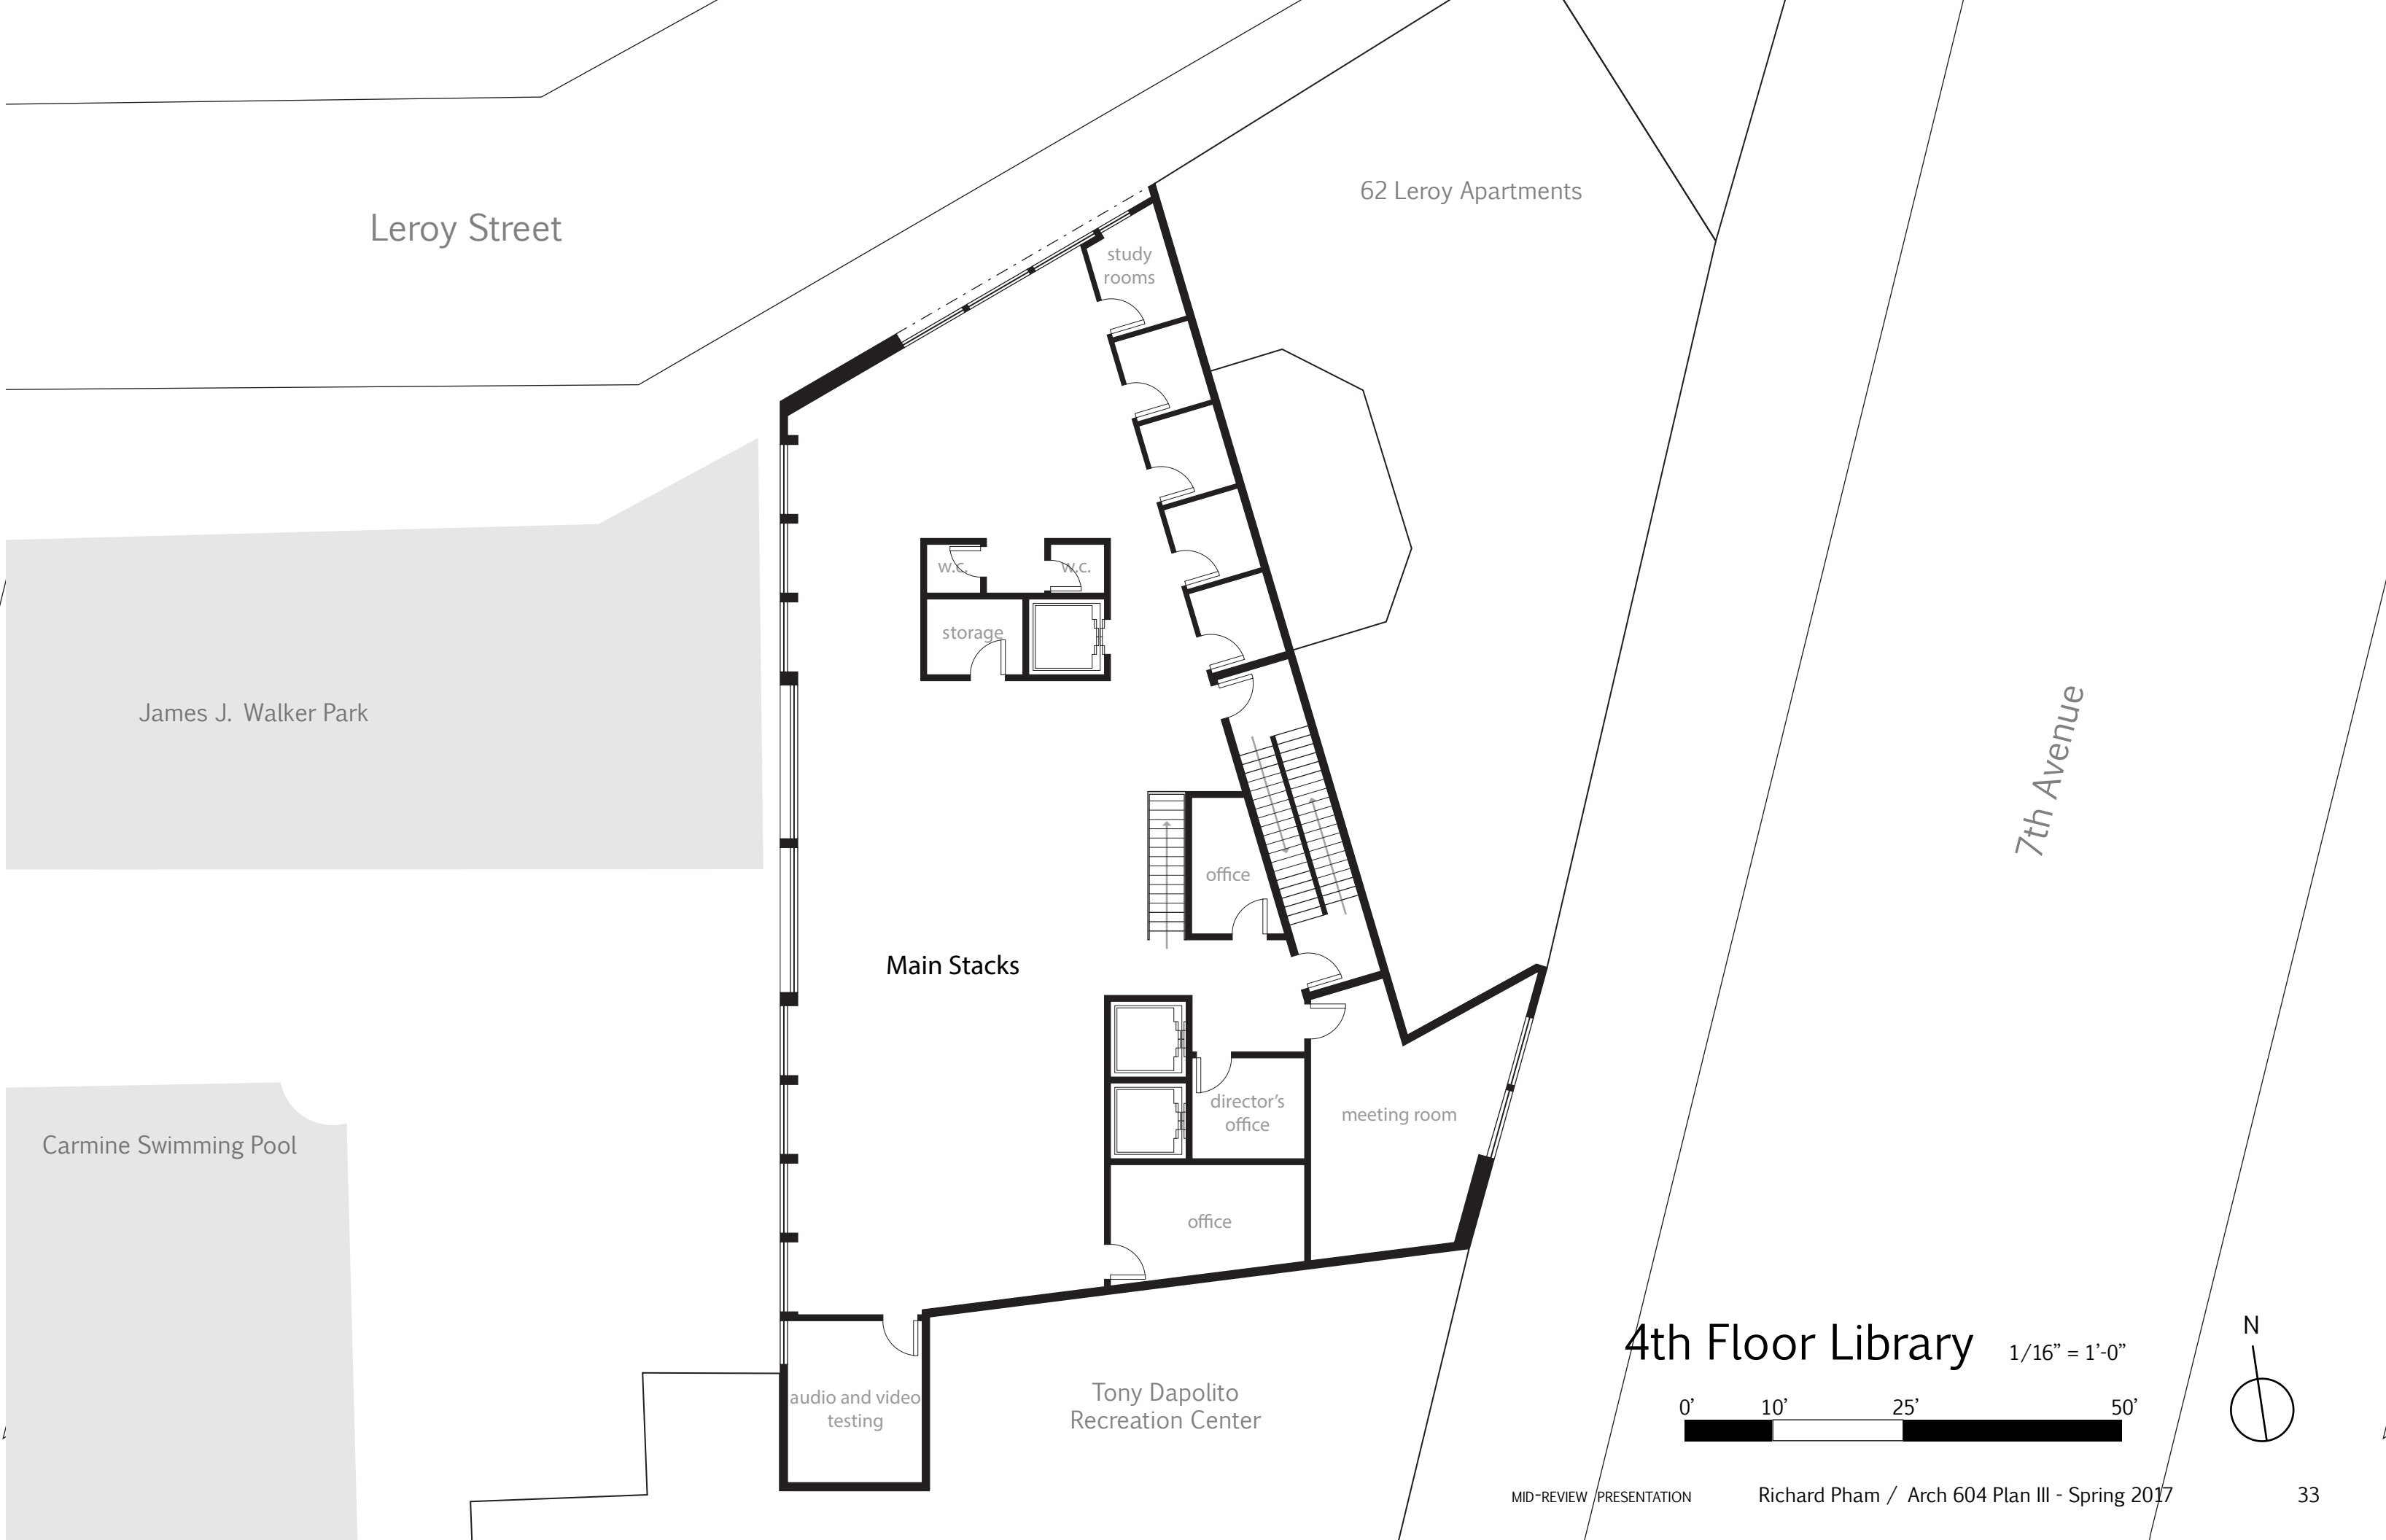 62 Leroy Apartments
Leroy Street
study
rooms
w.c.
w.c.
storage
James J. Walker Park
7th Avenue
office
Main Stacks
director’s
office
meeting room
Carmine Swimming Pool
office
audio and video
testing
Tony Dapolito
Recreation Center
4th Floor Library 1/16” = 1’-0”
N
0’ 10’ 25’ 50’
MID-REVIEW PRESENTATION Richard Pham / Arch 604 Plan III - Spring 2017 33